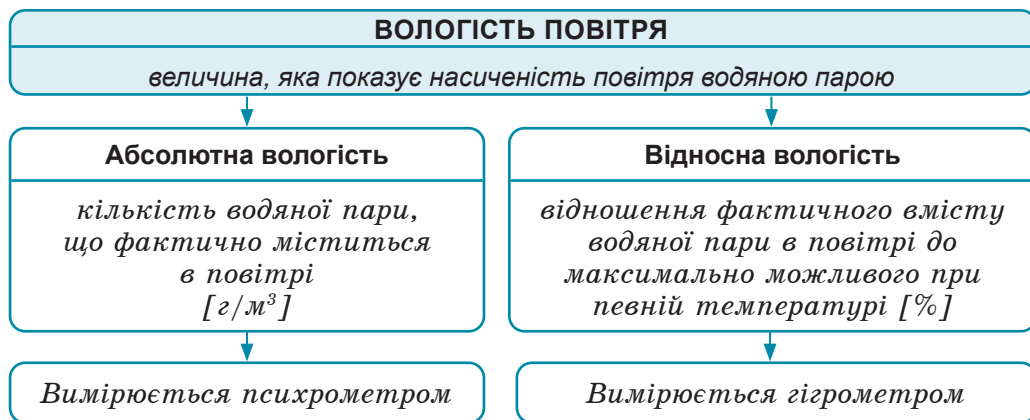 ВОЛОГІСТЬ ПОВІТРЯ
величина, яка показує насиченість повітря водяною парою
Абсолютна вологість
кількість водяної пари,
що фактично міститься
в повітрі
[г/м³]
Вимірюється психрометром
Відносна вологість
відношення фактичного вмісту
водяної пари в повітрі до
максимально можливого при
певній температурі [%]
Вимірюється гігрометром